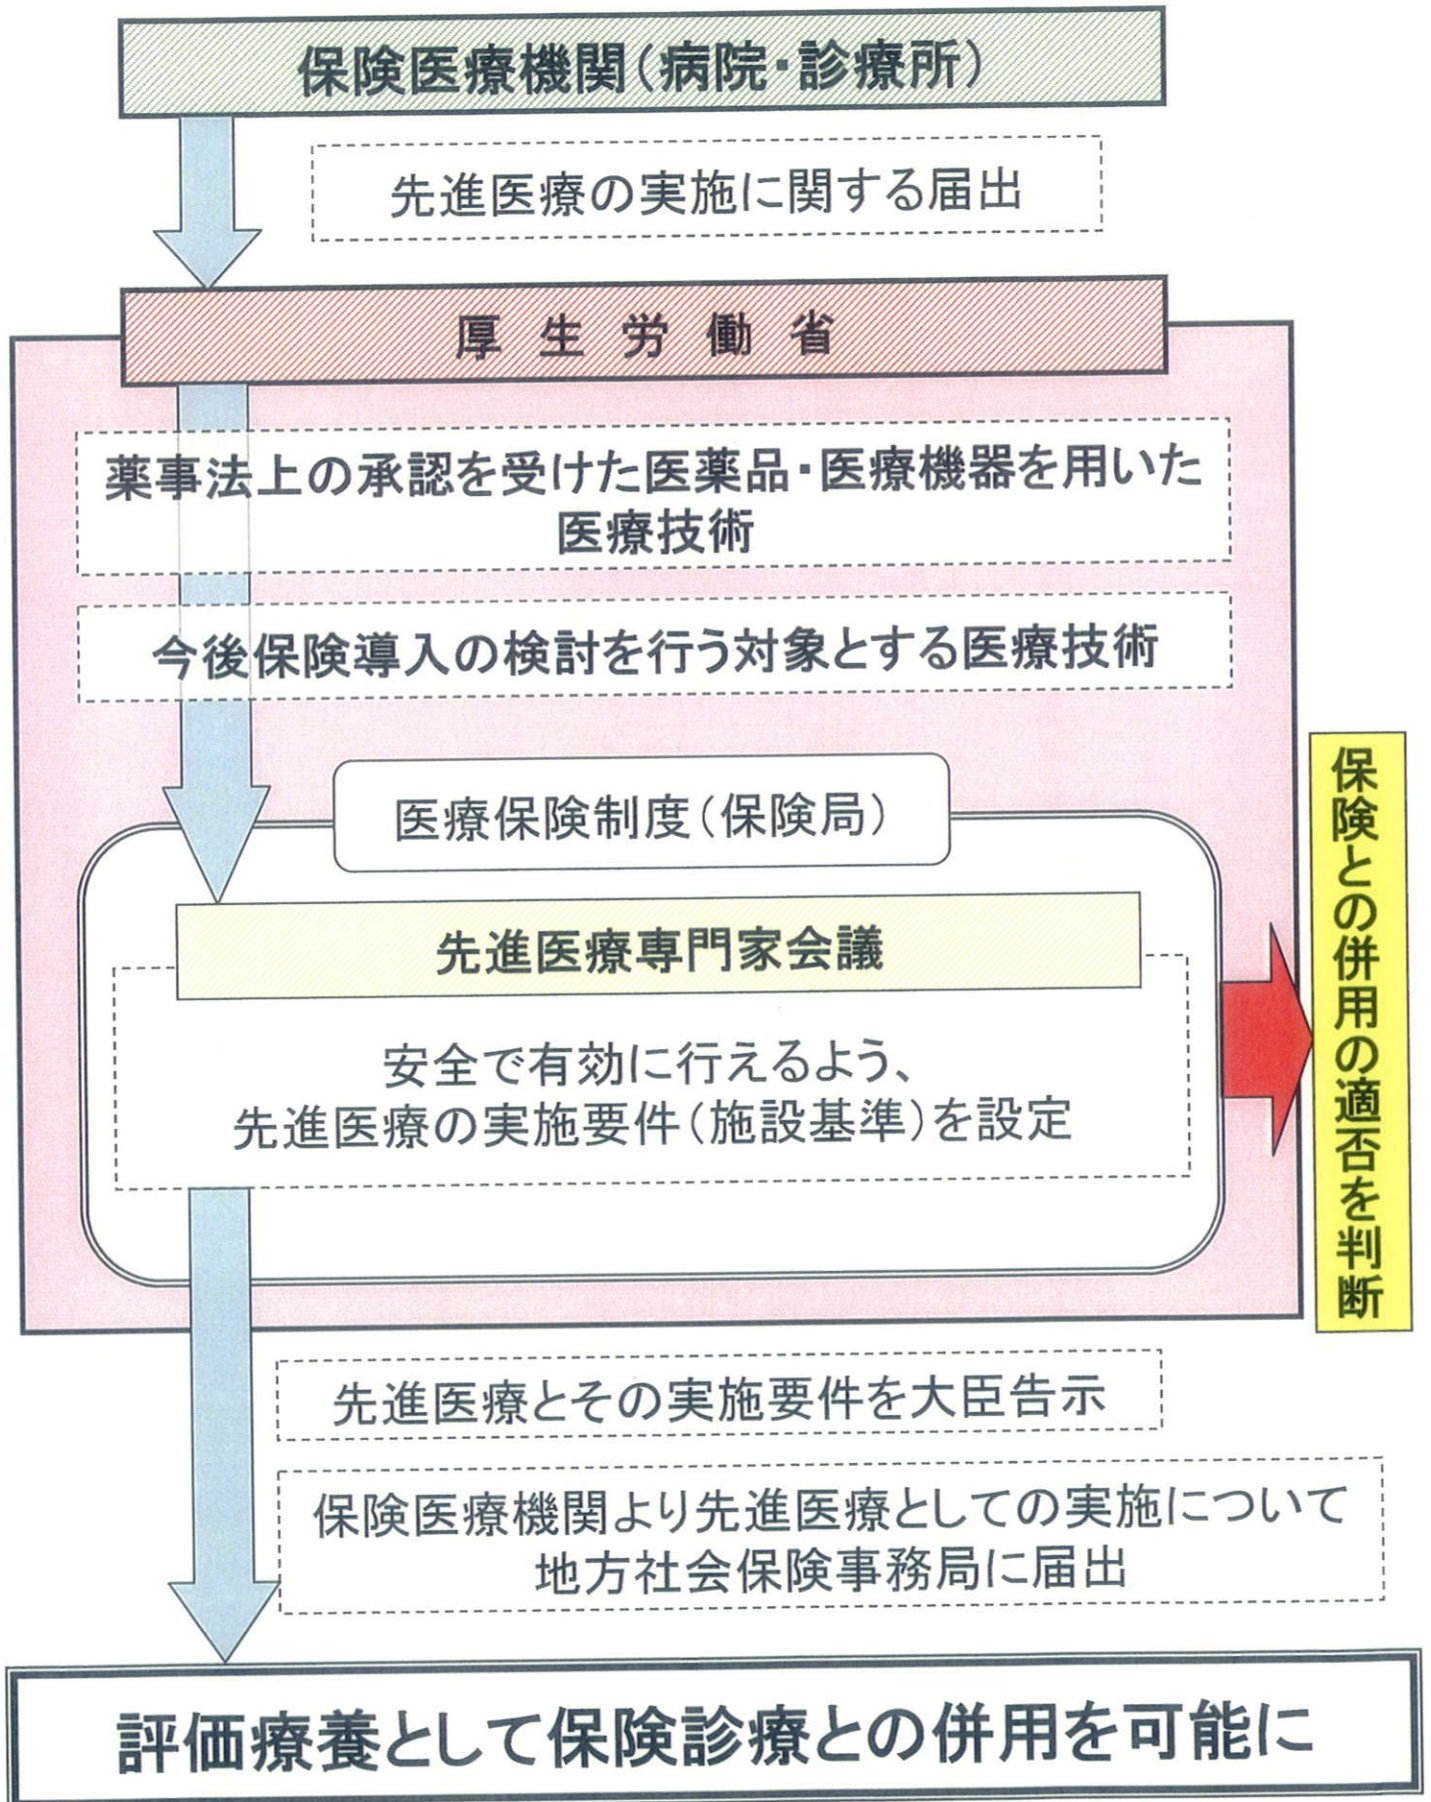 保険医療機関(病院・診療所)
先進医療の実施に関する届出
厚生労働省
薬事法上の承認を受けた医薬品・医療機器を用いた
医療技術
今後保険導入の検討を行う対象とする医療技術
医療保険制度(保険局)
先進医療専門家会議
安全で有効に行えるよう、
先進医療の実施要件(施設基準)を設定
保険との併用の適否を判断
先進医療とその実施要件を大臣告示
保険医療機関より先進医療としての実施について
地方社会保険事務局に届出
評価療養として保険診療との併用を可能に